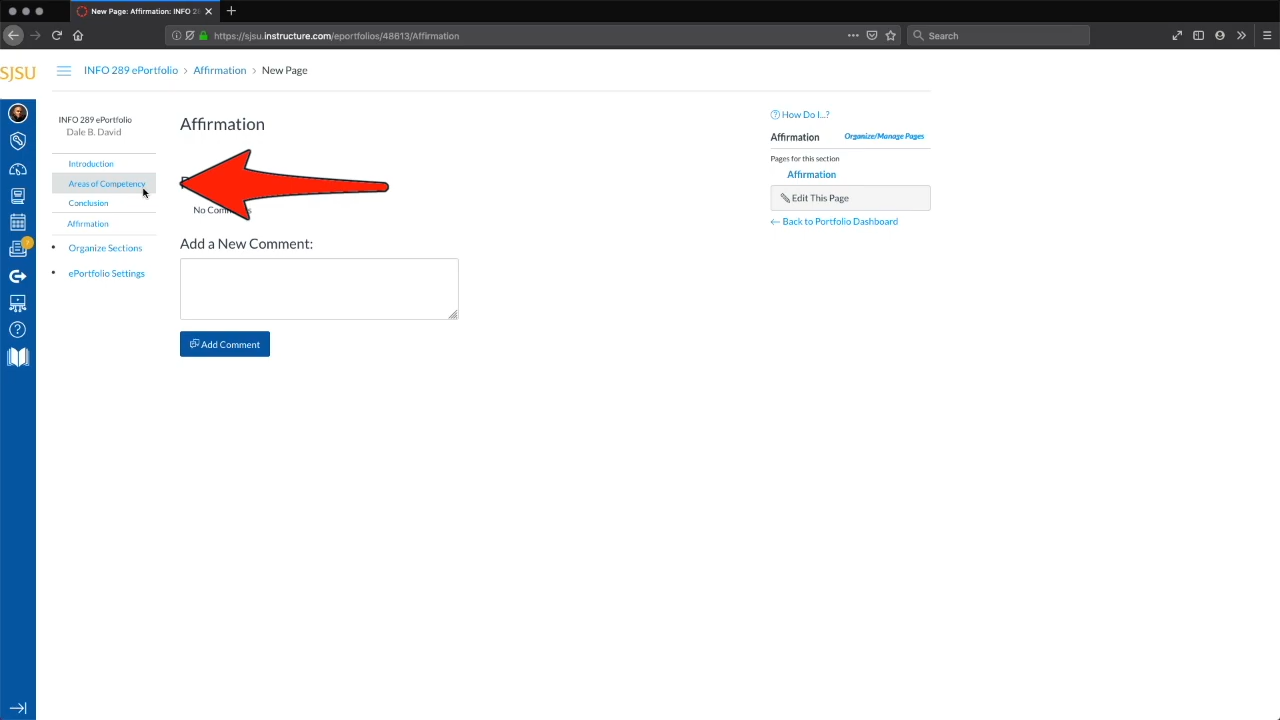 New Page: Affirmation: INFO 28
https://sjsu.instructure.com/eportfolios/48613/Affirmation
Search
SJSU
INFO 289 ePortfolio > Affirmation > New Page
INFO 289 ePortfolio
Dale B. David
Introduction
Areas of Competency
Conclusion
Affirmation
Organize Sections
ePortfolio Settings
Affirmation
No Comments
Add a New Comment:
Add Comment
How Do I...?
Affirmation
Organize/Manage Pages
Pages for this section
Affirmation
Edit This Page
Back to Portfolio Dashboard